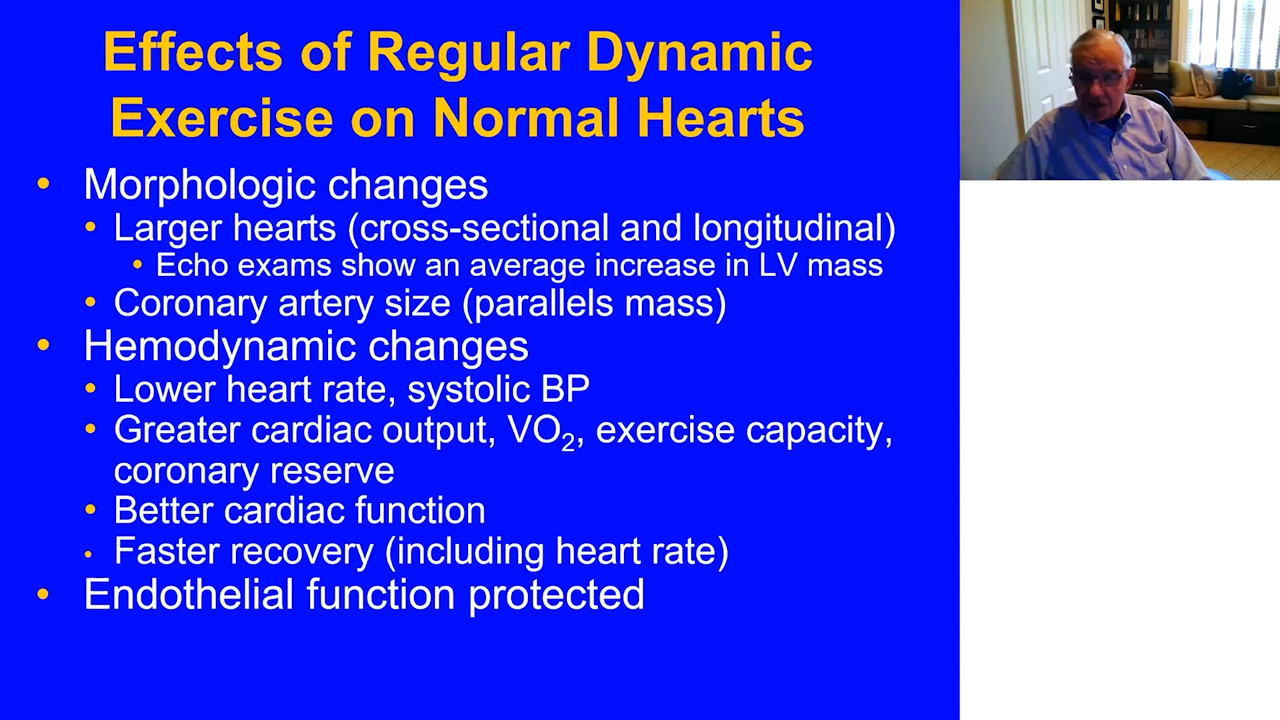 Effects of Regular Dynamic
Exercise on Normal Hearts
• Morphologic changes
• Larger hearts (cross-sectional and longitudinal)
• Echo exams show an average increase in LV mass
• Coronary artery size (parallels mass)
• Hemodynamic changes
• Lower heart rate, systolic BP
• Greater cardiac output, VO₂, exercise capacity,
coronary reserve
• Better cardiac function
• Faster recovery (including heart rate)
• Endothelial function protected